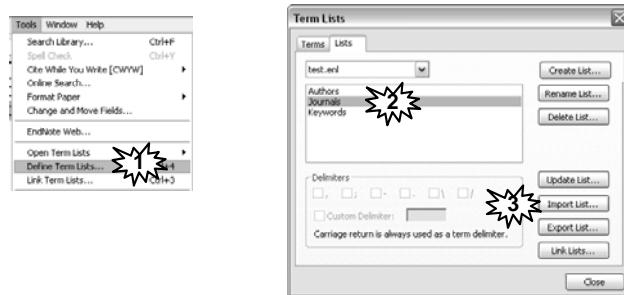 Tools Window Help
Search Library... Ctrl+F
Spell Check Ctrl+Y
Cite While You Write [CWYW]
Online Search...
Format Paper
Change and Move Fields...
EndNote Web...
Open Term Lists
Define Term Lists... 1 +4
Link Term Lists... Ctrl+3
Term Lists
Terms Lists
test.enl
Create List...
Authors
Journals 2
Keywords
Rename List...
Delete List...
Delimiters
, ; - . \ /
3
Custom Delimiter:
Carriage return is always used as a term delimiter.
Update List...
Import List...
Export List...
Link Lists...
Close